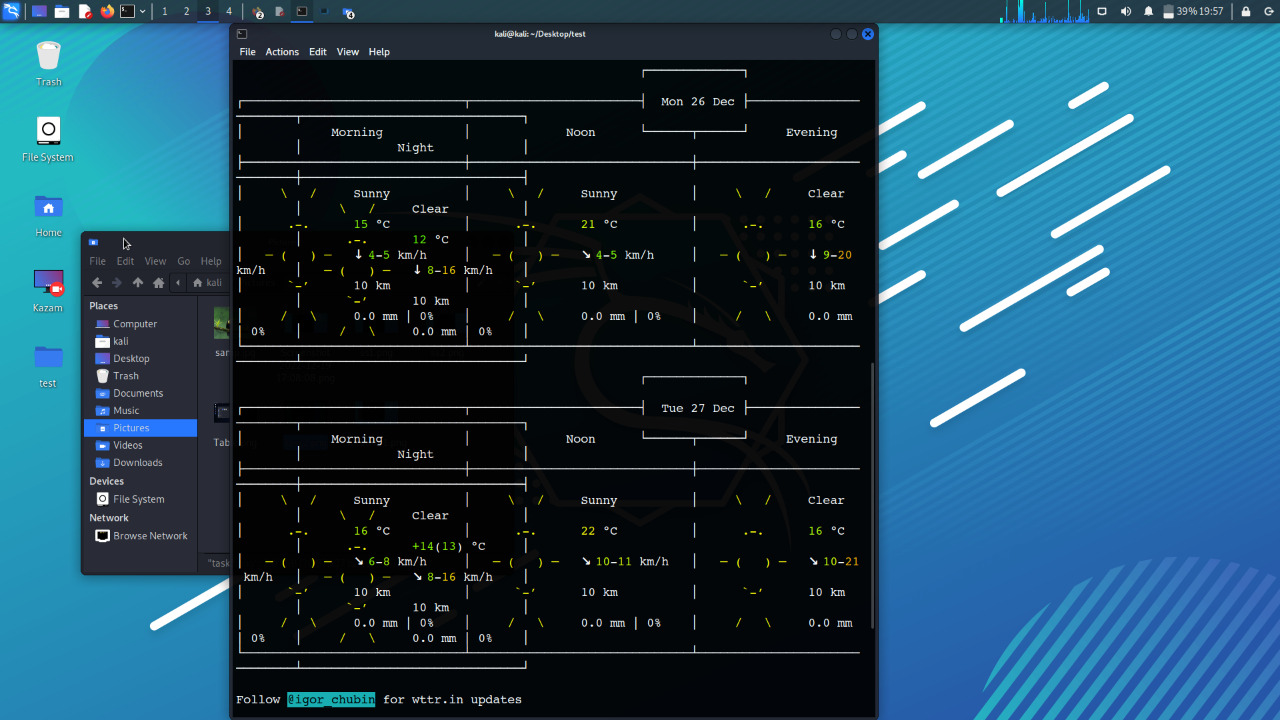 1 2 3 4 2 4 39% 19:57
Trash
File System
Home
Kazam
test
File Edit View Go Help
kali
Places
Computer
kali
Desktop
Trash
Documents
Music
Pictures
Videos
Downloads
Devices
File System
Network
Browse Network
san
Tab
"task
kali@kali: ~/Desktop/test
File Actions Edit View Help
Mon 26 Dec
Morning Noon Evening
Night
Sunny Sunny Clear
Clear
15 °C 21 °C 16 °C
12 °C
↓ 4-5 km/h ↘ 4-5 km/h ↓ 9-20
km/h ↓ 8-16 km/h
10 km 10 km 10 km
10 km
0.0 mm | 0% 0.0 mm | 0% 0.0 mm
| 0% 0.0 mm | 0%
Tue 27 Dec
Morning Noon Evening
Night
Sunny Sunny Clear
Clear
16 °C 22 °C 16 °C
+14(13) °C
↘ 6-8 km/h ↘ 10-11 km/h ↘ 10-21
km/h ↘ 8-16 km/h
10 km 10 km 10 km
10 km
0.0 mm | 0% 0.0 mm | 0% 0.0 mm
| 0% 0.0 mm | 0%
Follow @igor_chubin for wttr.in updates